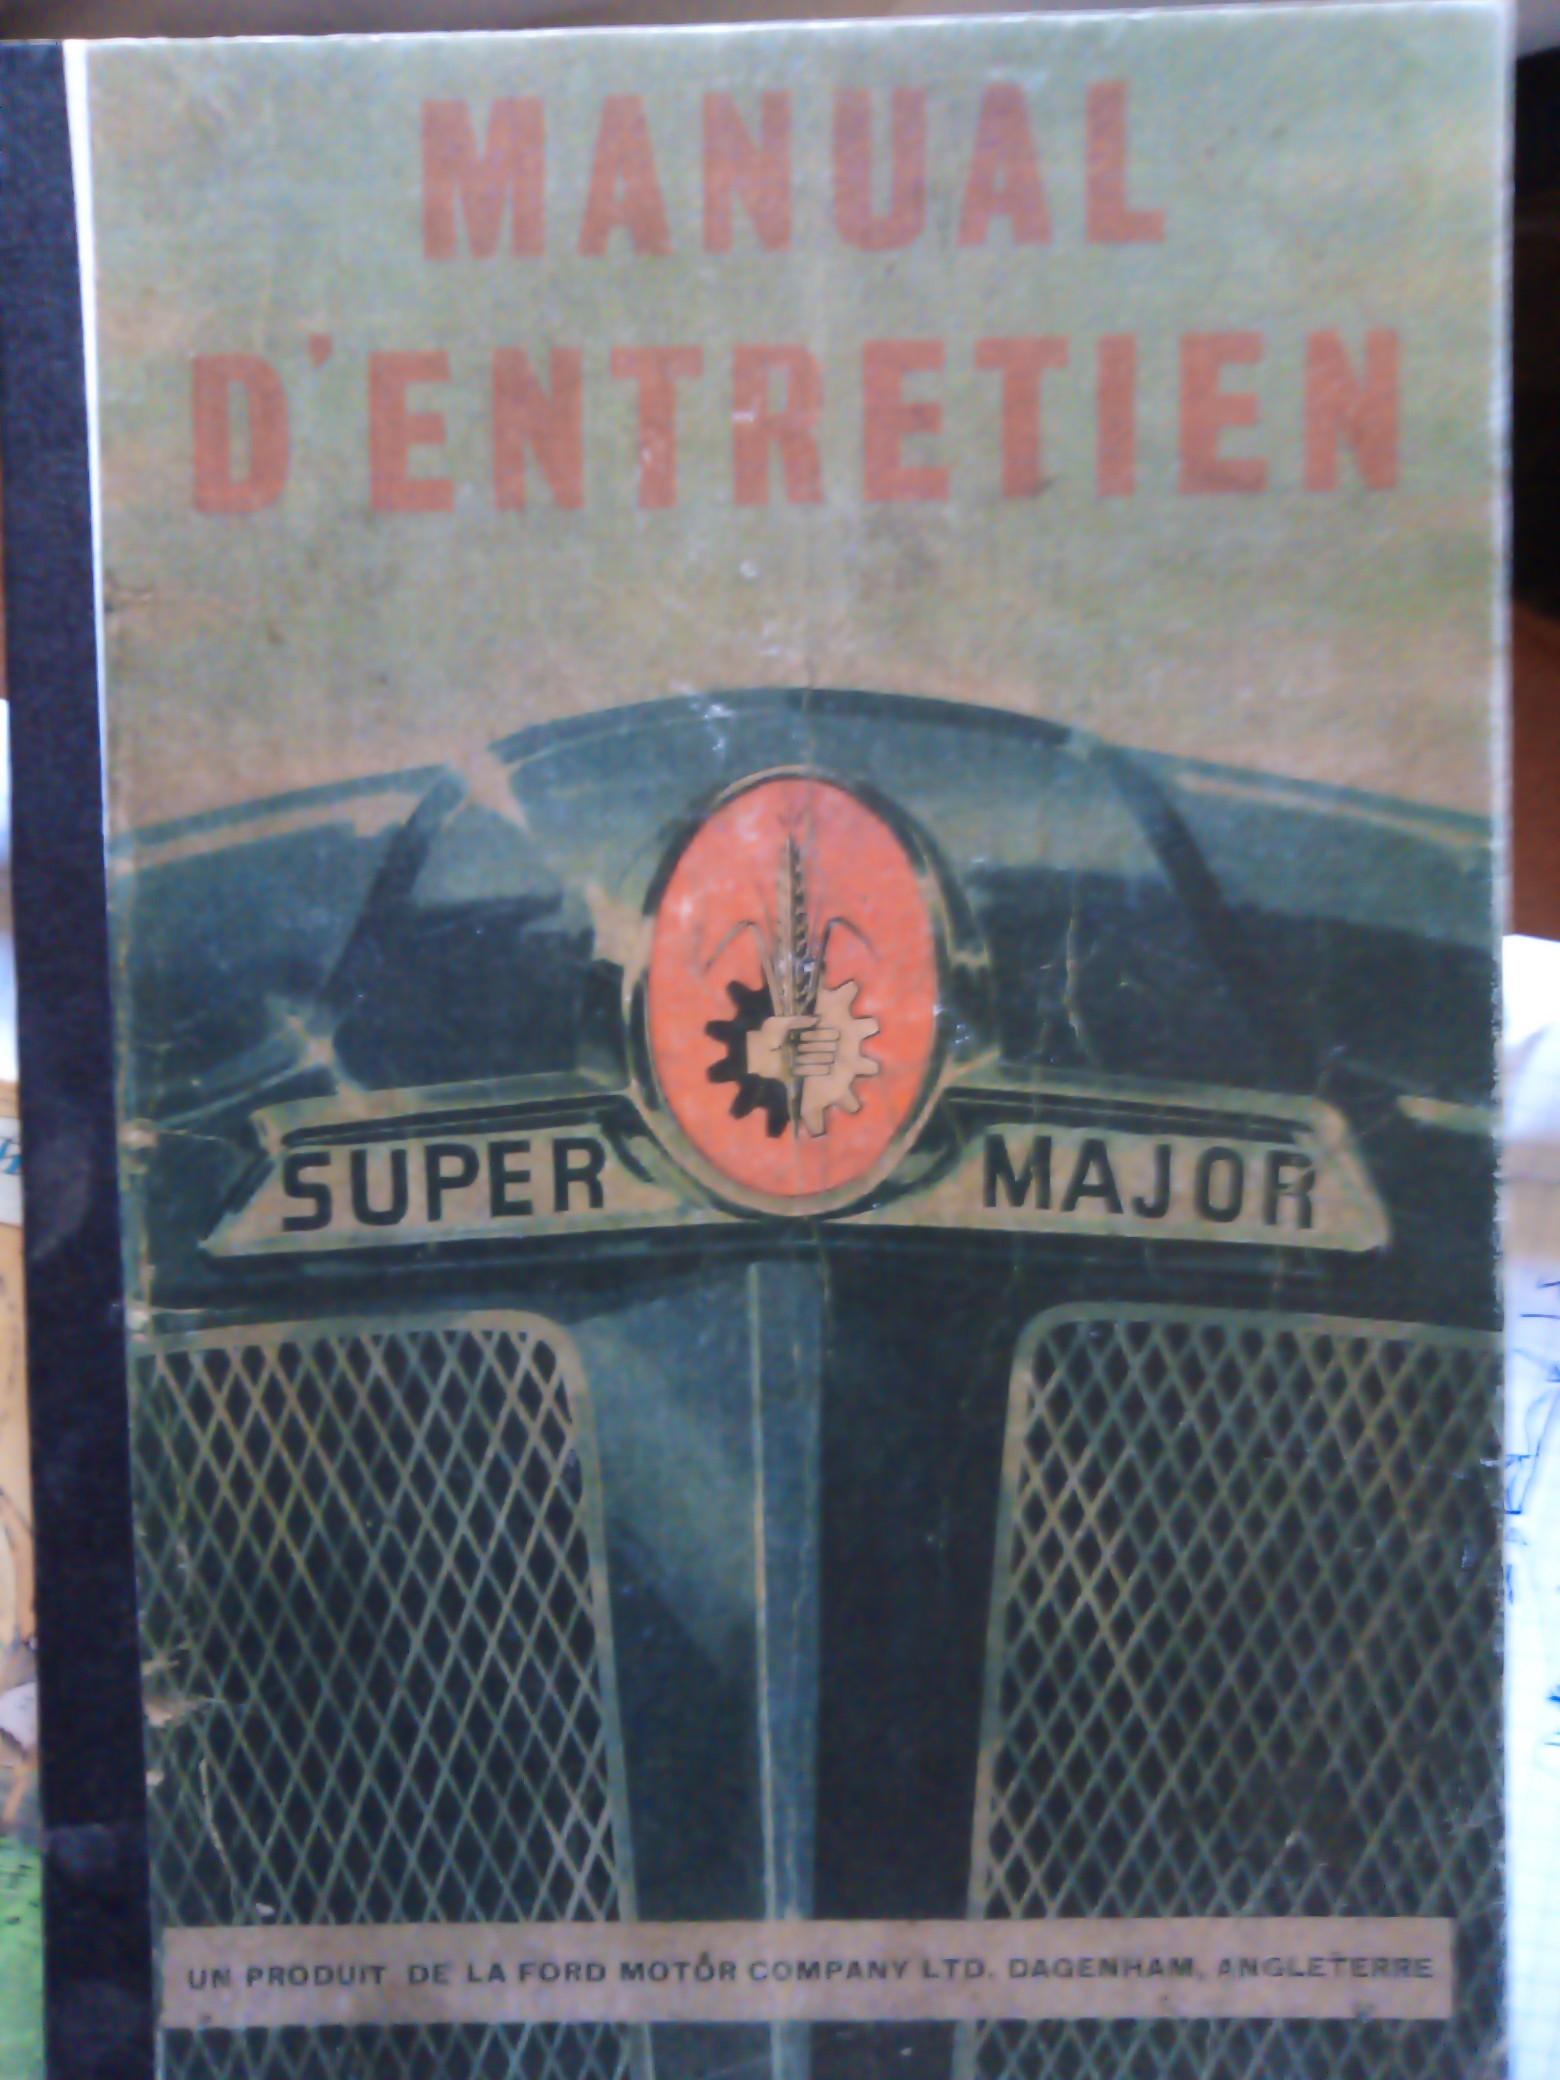 MANUAL
D'ENTRETIEN
SUPER MAJOR
UN PRODUIT DE LA FORD MOTOR COMPANY LTD. DAGENHAM, ANGLETERRE